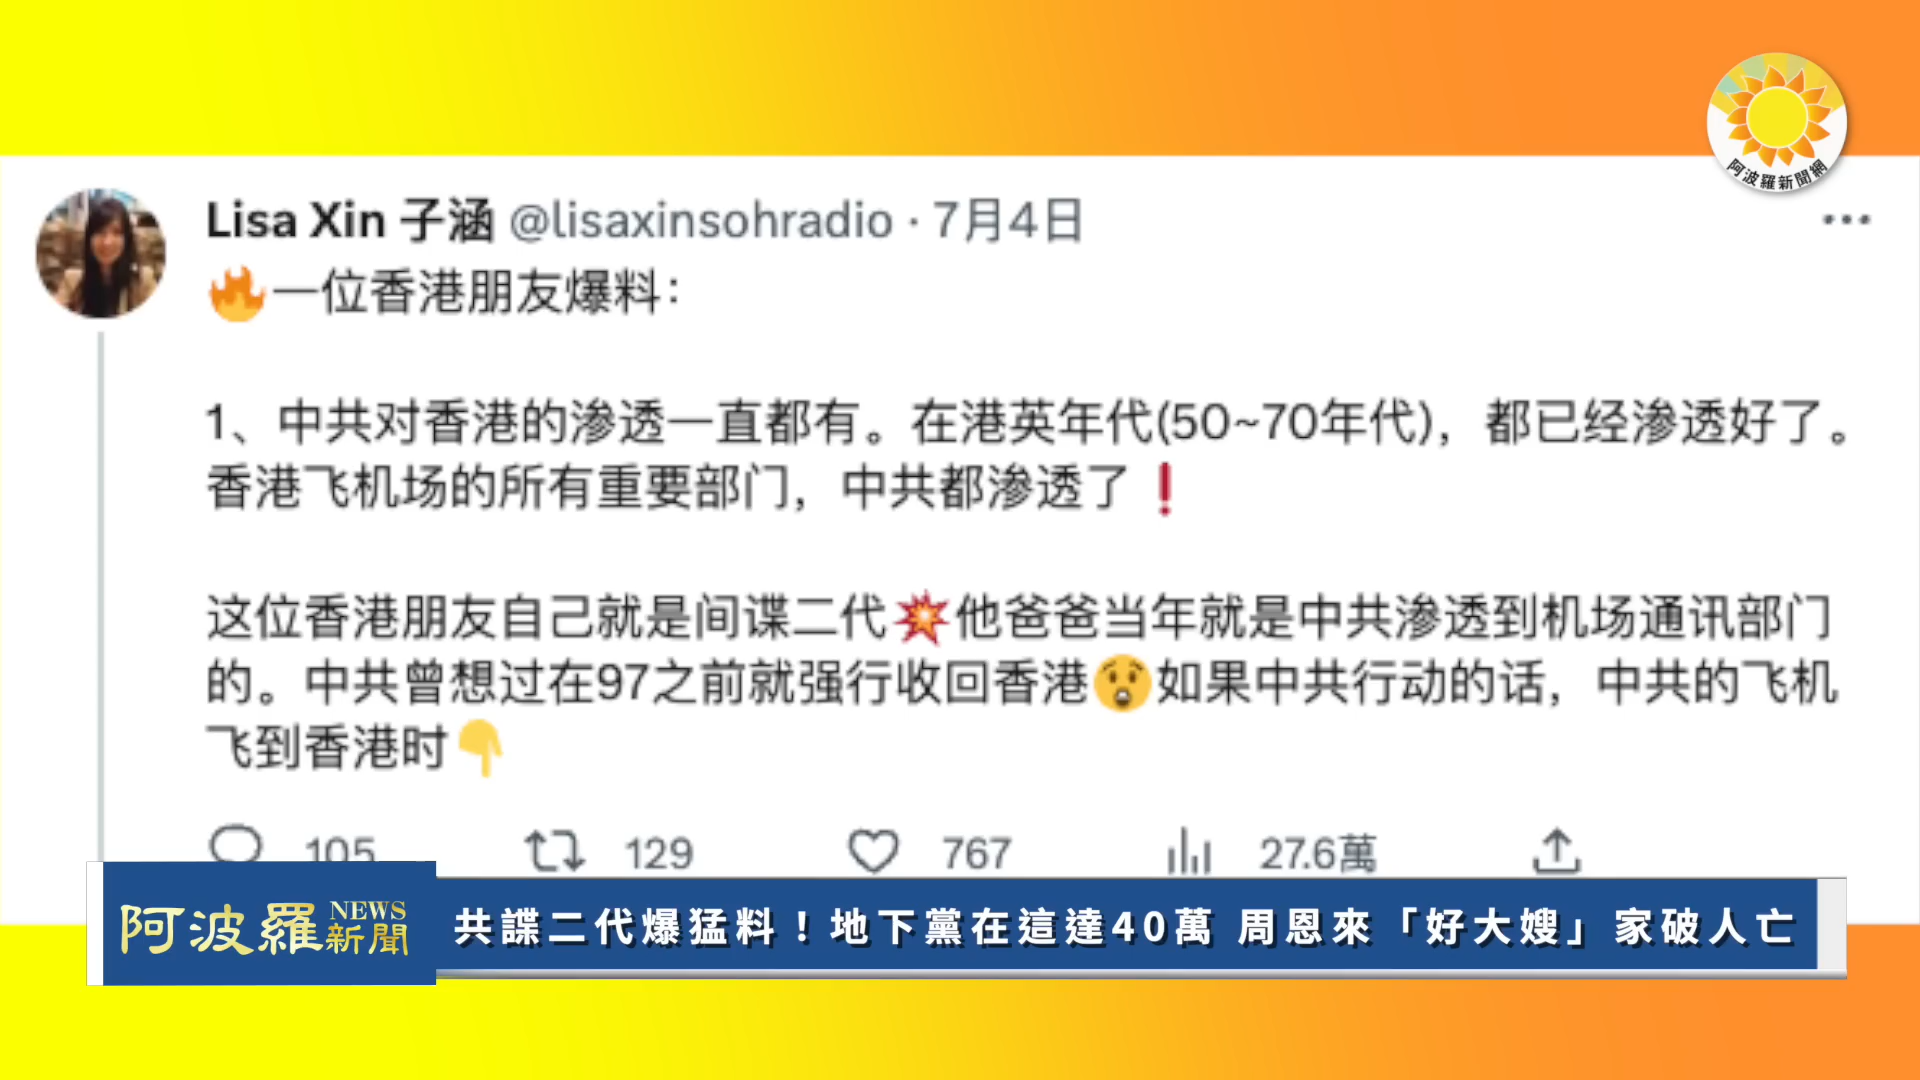 阿波羅新聞網
Lisa Xin 子涵 @lisaxinsohradio · 7月4日
🔥一位香港朋友爆料：
1、中共对香港的渗透一直都有。在港英年代(50~70年代)，都已经渗透好了。
香港飞机场的所有重要部门，中共都渗透了❗
这位香港朋友自己就是间谍二代💥他爸爸当年就是中共渗透到机场通讯部门
的。中共曾想过在97之前就强行收回香港😲如果中共行动的话，中共的飞机
飞到香港时👇
105 129 767 27.6萬
阿波羅 NEWS 新聞
共諜二代爆猛料！地下黨在這達40萬 周恩來「好大嫂」家破人亡